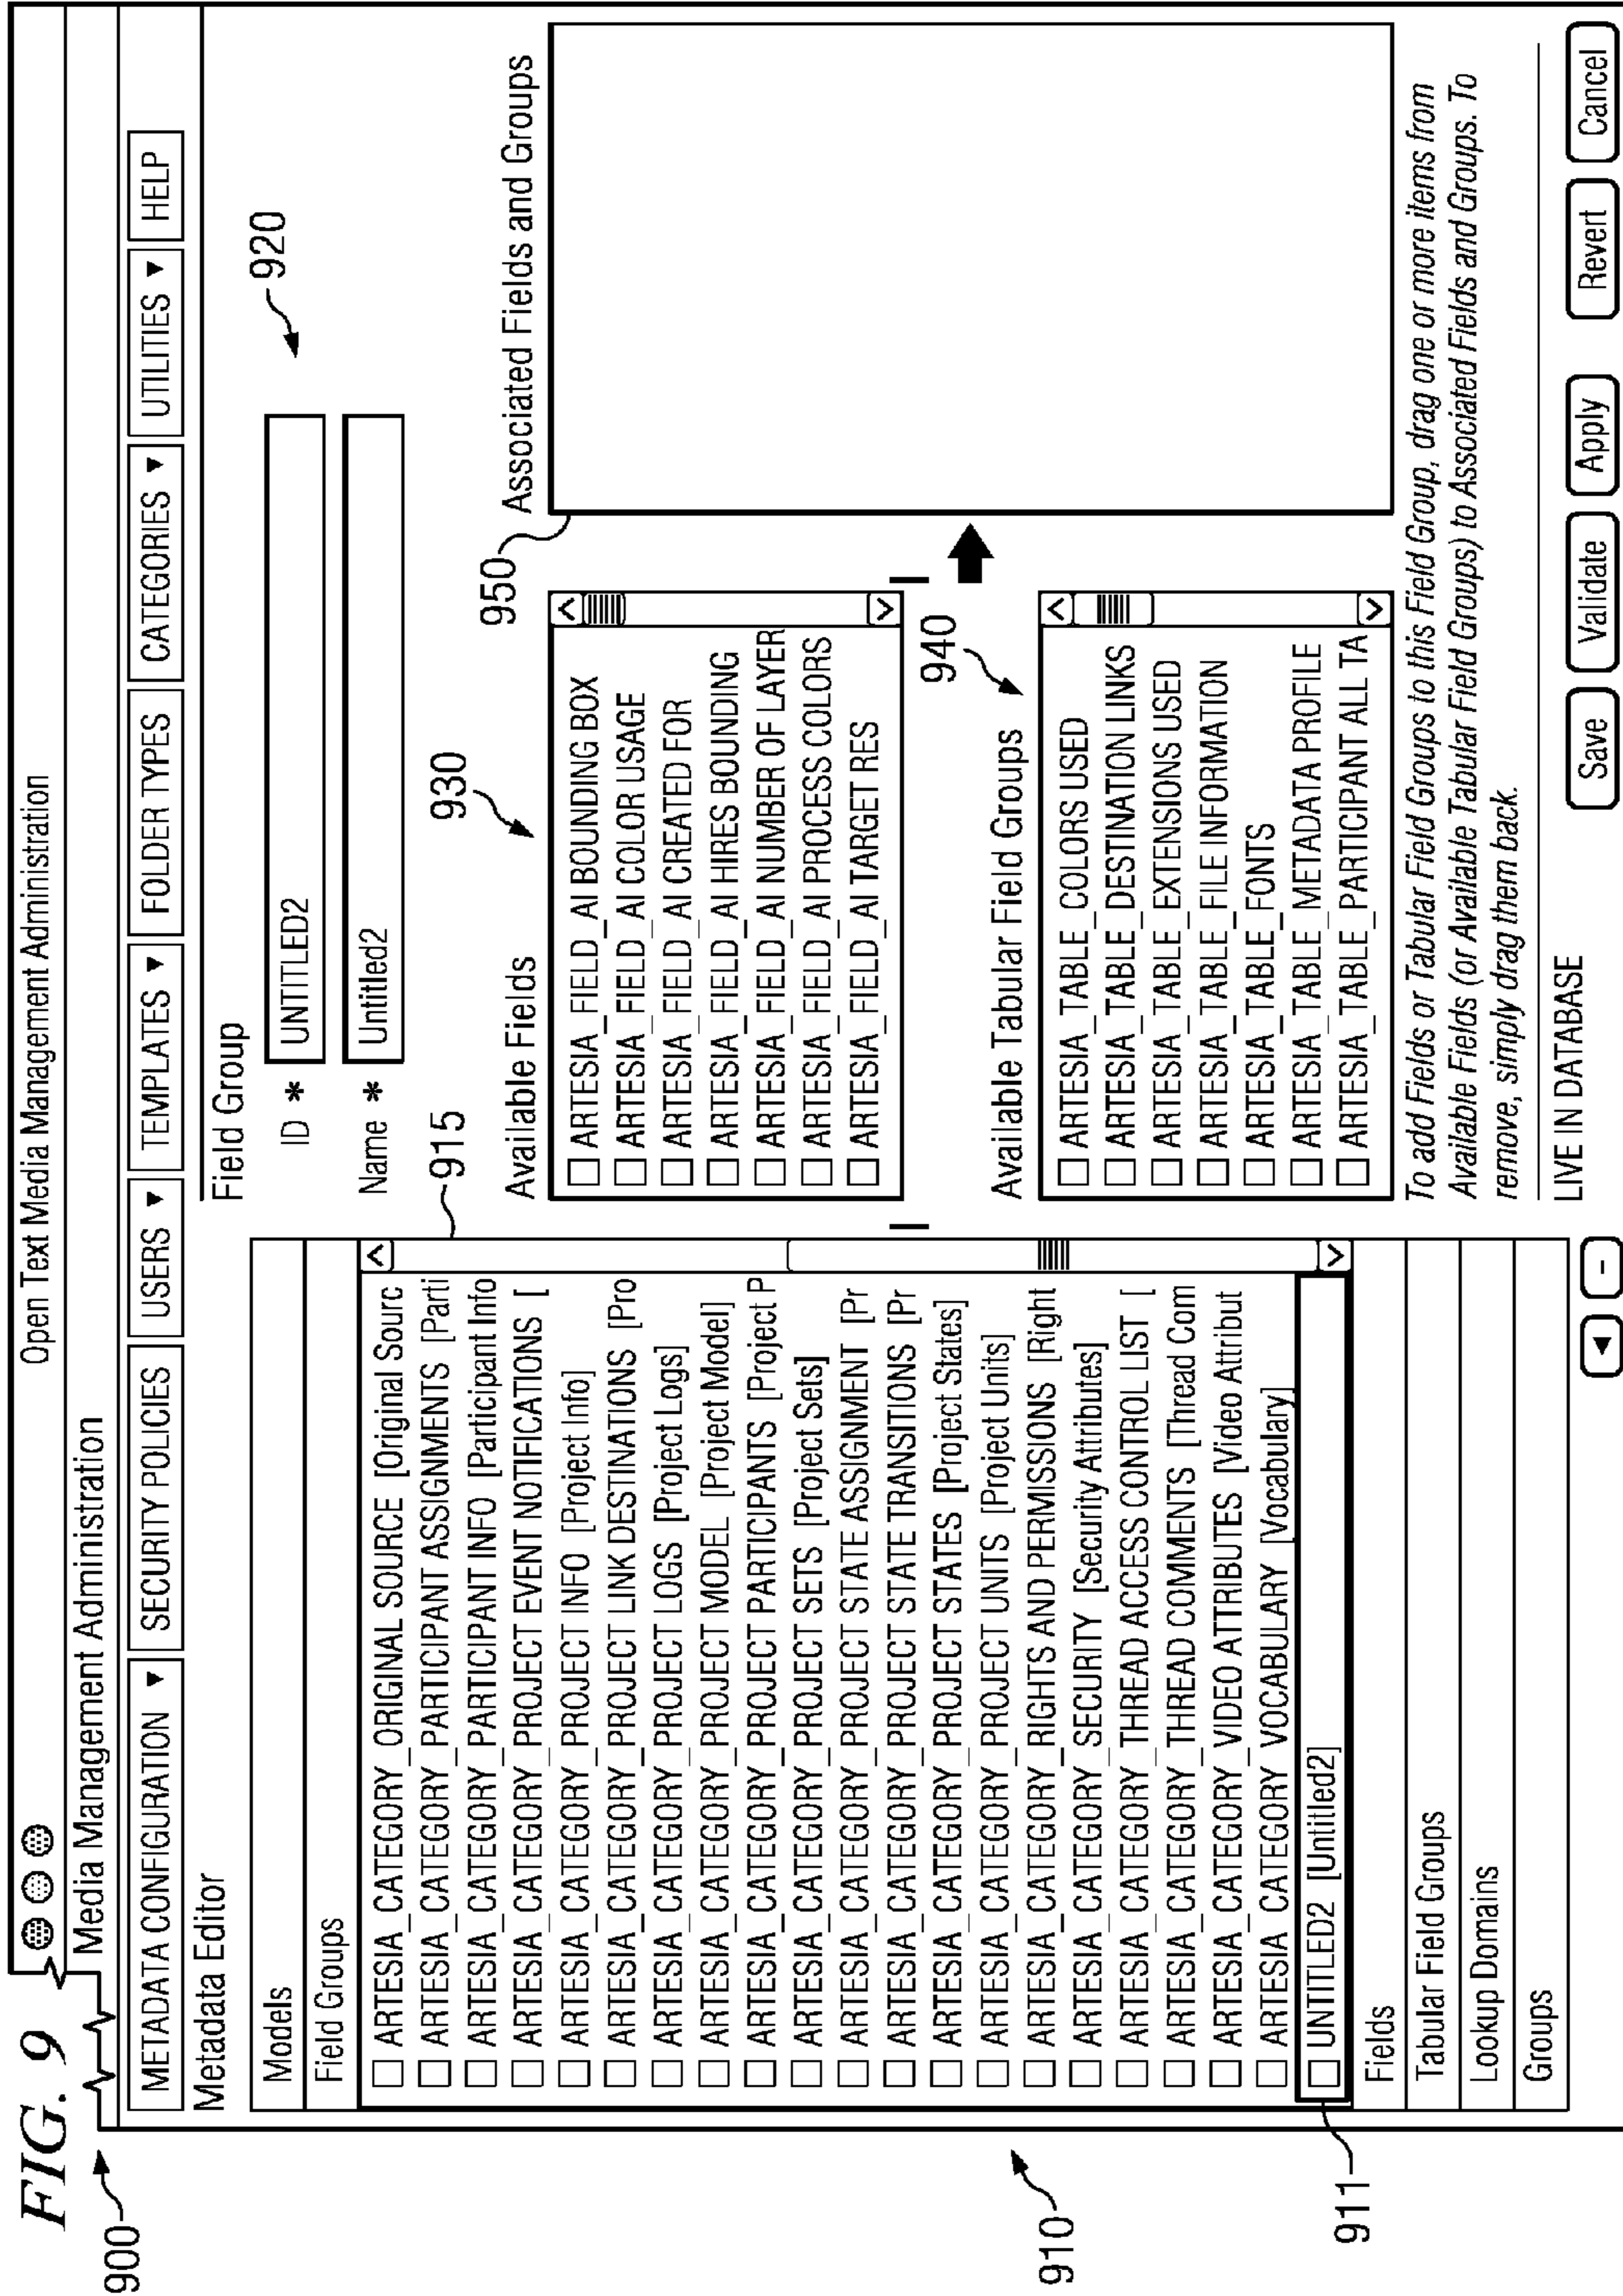 FIG. 9
900
Open Text Media Management Administration
Media Management Administration
METADATA CONFIGURATION ▼ SECURITY POLICIES USERS ▼ TEMPLATES ▼ FOLDER TYPES CATEGORIES ▼ UTILITIES ▼ HELP
Metadata Editor
Models
Field Groups
915
910
ARTESIA_CATEGORY_ORIGINAL SOURCE [Original Sourc
ARTESIA_CATEGORY_PARTICIPANT ASSIGNMENTS [Parti
ARTESIA_CATEGORY_PARTICIPANT INFO [Participant Info
ARTESIA_CATEGORY_PROJECT EVENT NOTIFICATIONS [
ARTESIA_CATEGORY_PROJECT INFO [Project Info]
ARTESIA_CATEGORY_PROJECT LINK DESTINATIONS [Pro
ARTESIA_CATEGORY_PROJECT LOGS [Project Logs]
ARTESIA_CATEGORY_PROJECT MODEL [Project Model]
ARTESIA_CATEGORY_PROJECT PARTICIPANTS [Project P
ARTESIA_CATEGORY_PROJECT SETS [Project Sets]
ARTESIA_CATEGORY_PROJECT STATE ASSIGNMENT [Pr
ARTESIA_CATEGORY_PROJECT STATE TRANSITIONS [Pr
ARTESIA_CATEGORY_PROJECT STATES [Project States]
ARTESIA_CATEGORY_PROJECT UNITS [Project Units]
ARTESIA_CATEGORY_RIGHTS AND PERMISSIONS [Right
ARTESIA_CATEGORY_SECURITY [Security Attributes]
ARTESIA_CATEGORY_THREAD ACCESS CONTROL LIST [
ARTESIA_CATEGORY_THREAD COMMENTS [Thread Com
ARTESIA_CATEGORY_VIDEO ATTRIBUTES [Video Attribut
ARTESIA_CATEGORY_VOCABULARY [Vocabulary]
UNTITLED2 [Untitled2]
911
Fields
Tabular Field Groups
Lookup Domains
Groups
Field Group
ID * UNTITLED2
Name * Untitled2
920
Available Fields
930
ARTESIA_FIELD_AI BOUNDING BOX
ARTESIA_FIELD_AI COLOR USAGE
ARTESIA_FIELD_AI CREATED FOR
ARTESIA_FIELD_AI HIRES BOUNDING
ARTESIA_FIELD_AI NUMBER OF LAYER
ARTESIA_FIELD_AI PROCESS COLORS
ARTESIA_FIELD_AI TARGET RES
Available Tabular Field Groups
940
ARTESIA_TABLE_COLORS USED
ARTESIA_TABLE_DESTINATION LINKS
ARTESIA_TABLE_EXTENSIONS USED
ARTESIA_TABLE_FILE INFORMATION
ARTESIA_TABLE_FONTS
ARTESIA_TABLE_METADATA PROFILE
ARTESIA_TABLE_PARTICIPANT ALL TA
950
Associated Fields and Groups
To add Fields or Tabular Field Groups to this Field Group, drag one or more items from
Available Fields (or Available Tabular Field Groups) to Associated Fields and Groups. To
remove, simply drag them back.
LIVE IN DATABASE
Save Validate Apply Revert Cancel